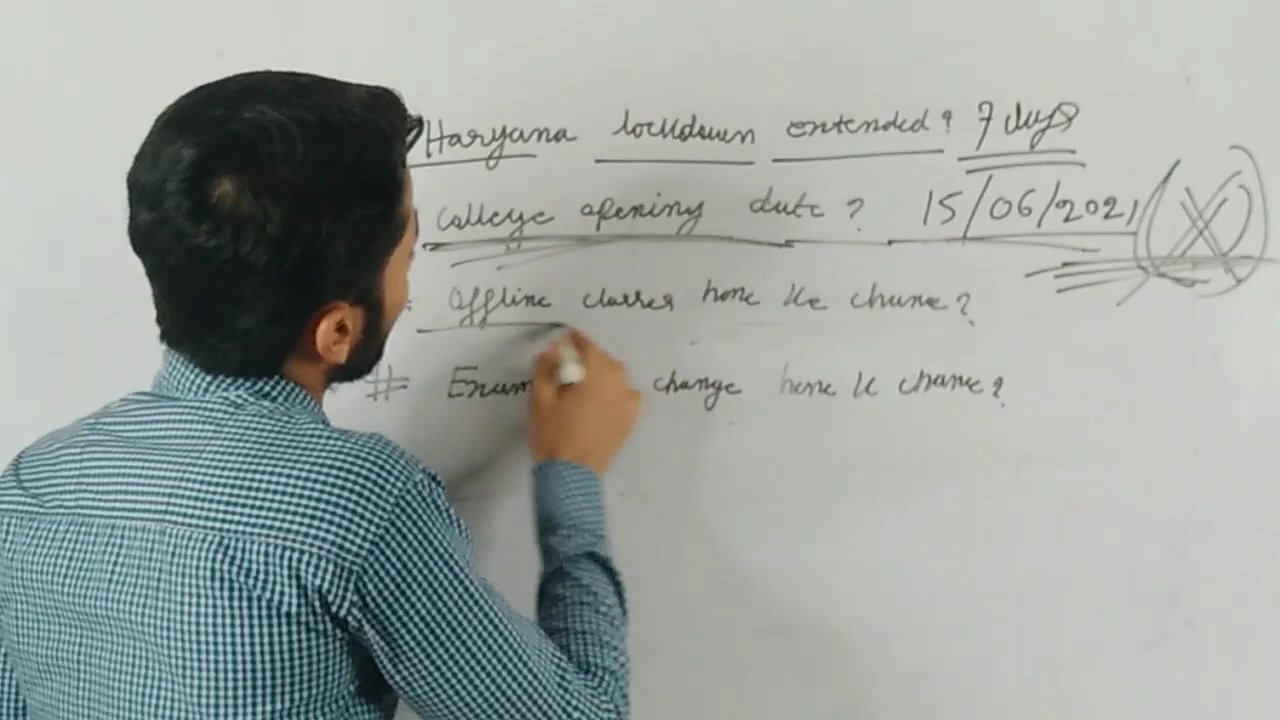 Haryana lockdown extended? 7 days
College opening date? 15/06/2021
Offline classes hone ke chance?
# change hone k chance?